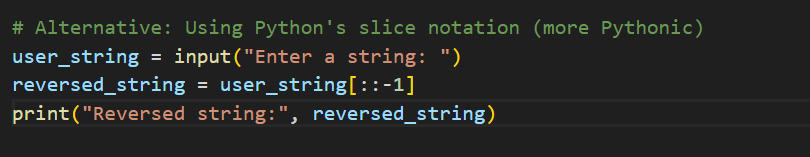 # Alternative: Using Python's slice notation (more Pythonic)
user_string = input("Enter a string: ")
reversed_string = user_string[::-1]
print("Reversed string:", reversed_string)